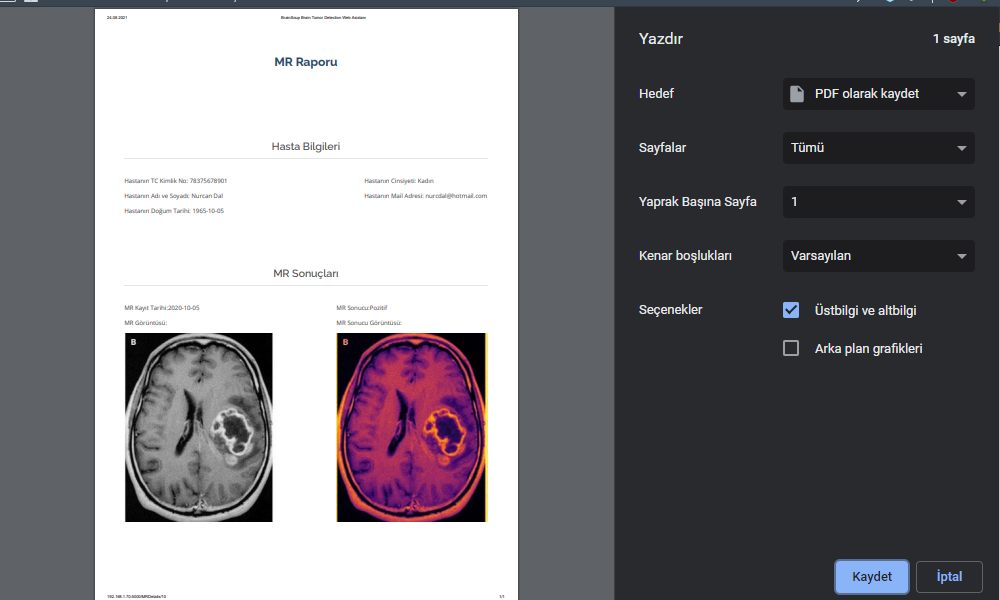 24.08.2021 BrainSoup Brain Tumor Detection Web Asistanı
MR Raporu
Hasta Bilgileri
Hastanın TC Kimlik No: 78375678901 Hastanın Cinsiyeti: Kadın
Hastanın Adı ve Soyadı: Nurcan Dal Hastanın Mail Adresi: nurcdal@hotmail.com
Hastanın Doğum Tarihi: 1965-10-05
MR Sonuçları
MR Kayıt Tarihi:2020-10-05 MR Sonucu:Pozitif
MR Görüntüsü: MR Sonucu Görüntüsü:
B B
192.168.1.70:6000/MRDetails/10 1/1
Yazdır 1 sayfa
Hedef PDF olarak kaydet
Sayfalar Tümü
Yaprak Başına Sayfa 1
Kenar boşlukları Varsayılan
Seçenekler Üstbilgi ve altbilgi
Arka plan grafikleri
Kaydet İptal